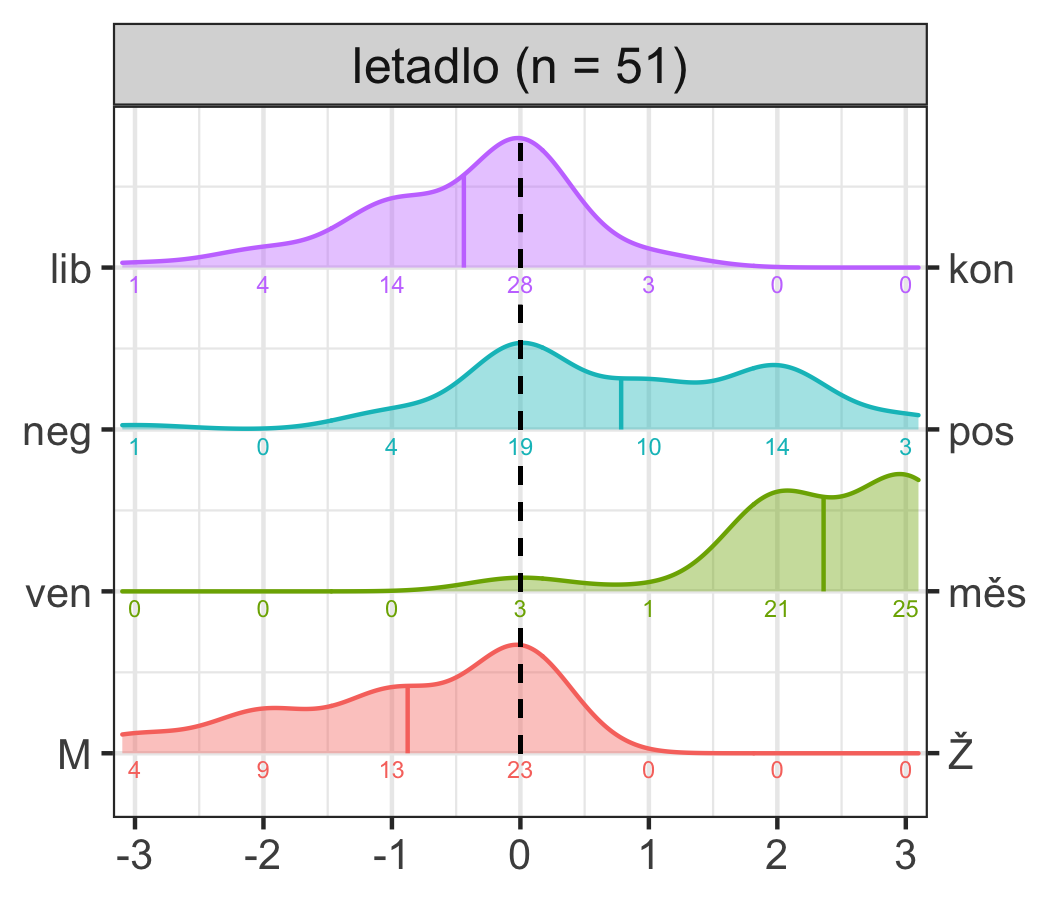 letadlo (n = 51)
lib kon
1 4 14 28 3 0 0
neg pos
1 0 4 19 10 14 3
ven měs
0 0 0 3 1 21 25
M Ž
4 9 13 23 0 0 0
-3 -2 -1 0 1 2 3